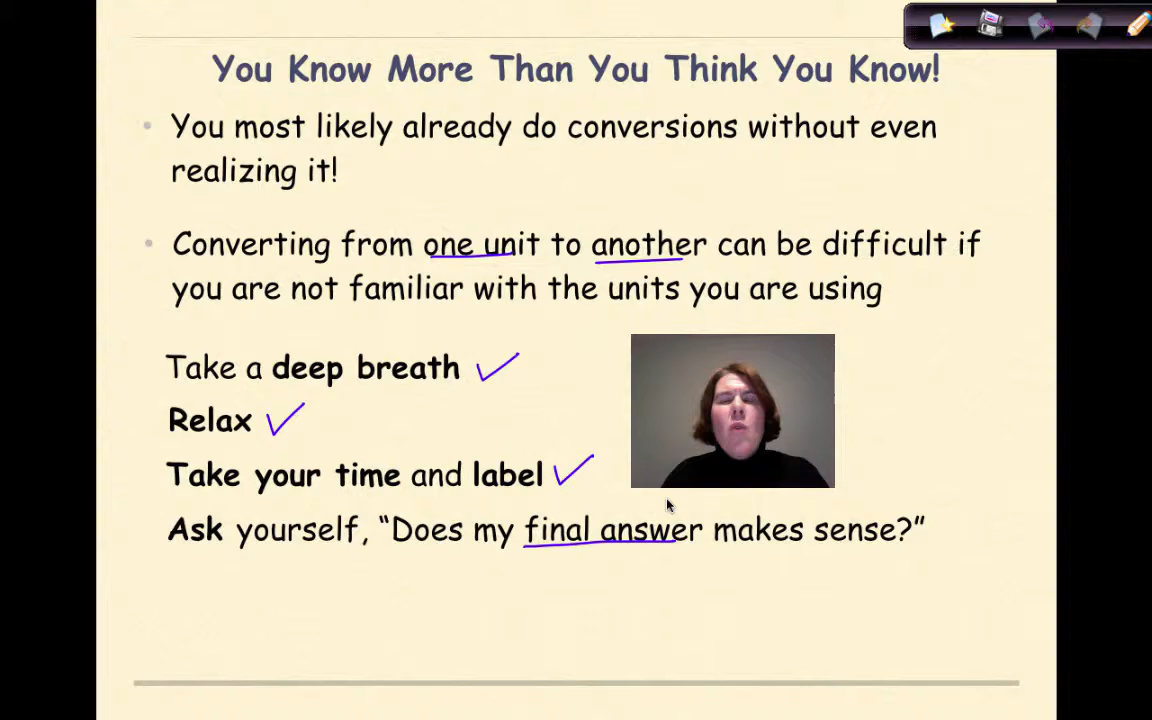 You Know More Than You Think You Know!
• You most likely already do conversions without even
realizing it!
• Converting from one unit to another can be difficult if
you are not familiar with the units you are using
Take a deep breath ✓
Relax ✓
Take your time and label ✓
Ask yourself, “Does my final answer makes sense?”